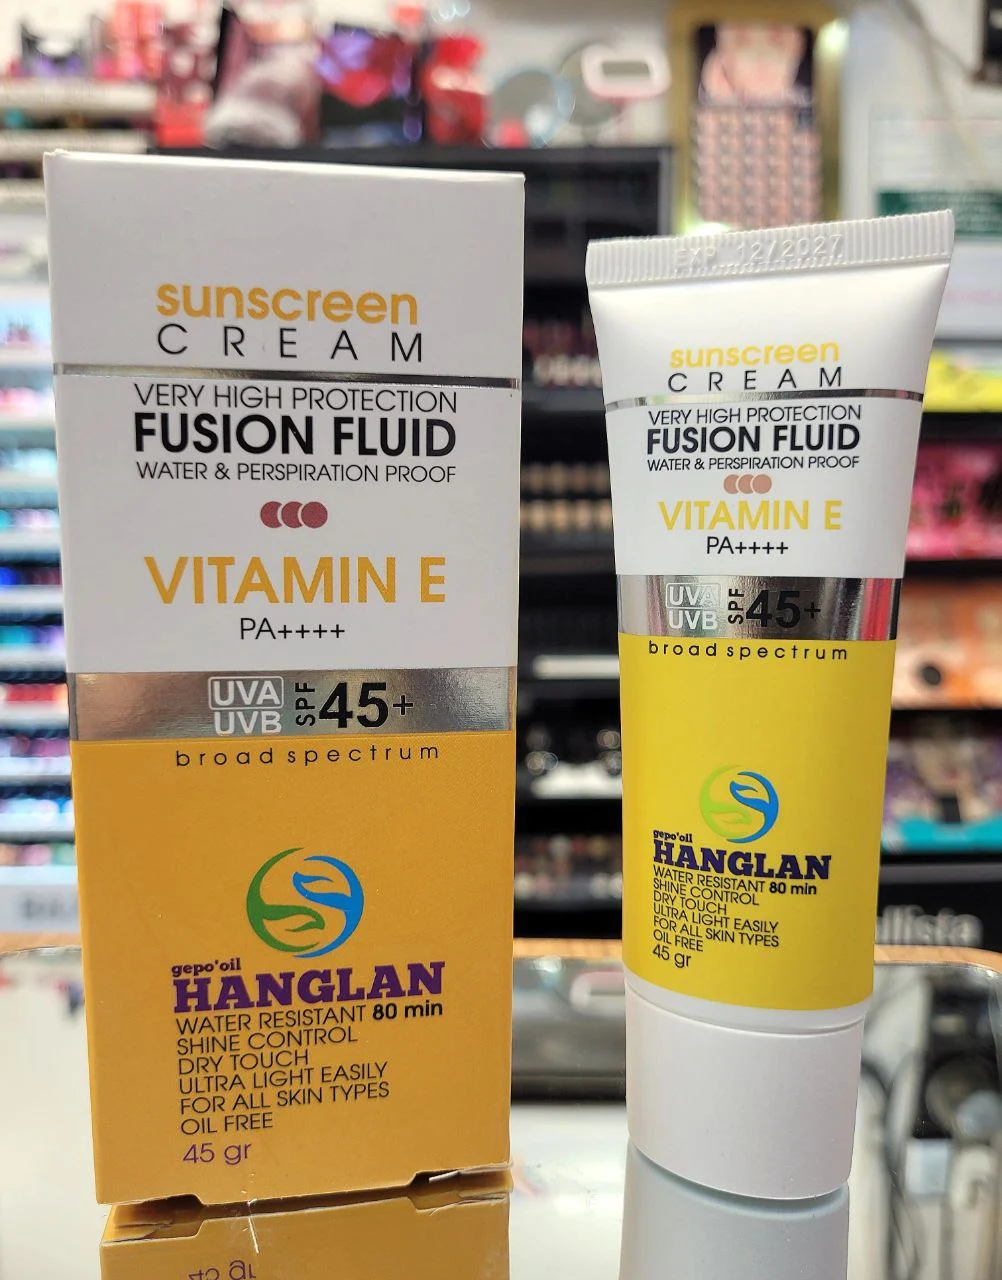 sunscreen
CREAM
VERY HIGH PROTECTION
FUSION FLUID
WATER & PERSPIRATION PROOF
VITAMIN E
PA++++
UVA
UVB
SPF 45+
broad spectrum
gepo'oil
HANGLAN
WATER RESISTANT 80 min
SHINE CONTROL
DRY TOUCH
ULTRA LIGHT EASILY
FOR ALL SKIN TYPES
OIL FREE
45 gr
EXP 12/2027
sunscreen
CREAM
VERY HIGH PROTECTION
FUSION FLUID
WATER & PERSPIRATION PROOF
VITAMIN E
PA++++
UVA
UVB
SPF 45+
broad spectrum
gepo'oil
HANGLAN
WATER RESISTANT 80 min
SHINE CONTROL
DRY TOUCH
ULTRA LIGHT EASILY
FOR ALL SKIN TYPES
OIL FREE
45 gr